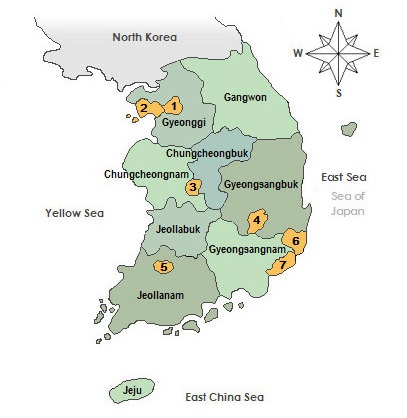 North Korea
N
W
E
S
2
1
Gyeonggi
Gangwon
Chungcheongbuk
Chungcheongnam
3
Gyeongsangbuk
East Sea
Sea of
Japan
Yellow Sea
4
Jeollabuk
Gyeongsangnam
6
7
5
Jeollanam
Jeju
East China Sea